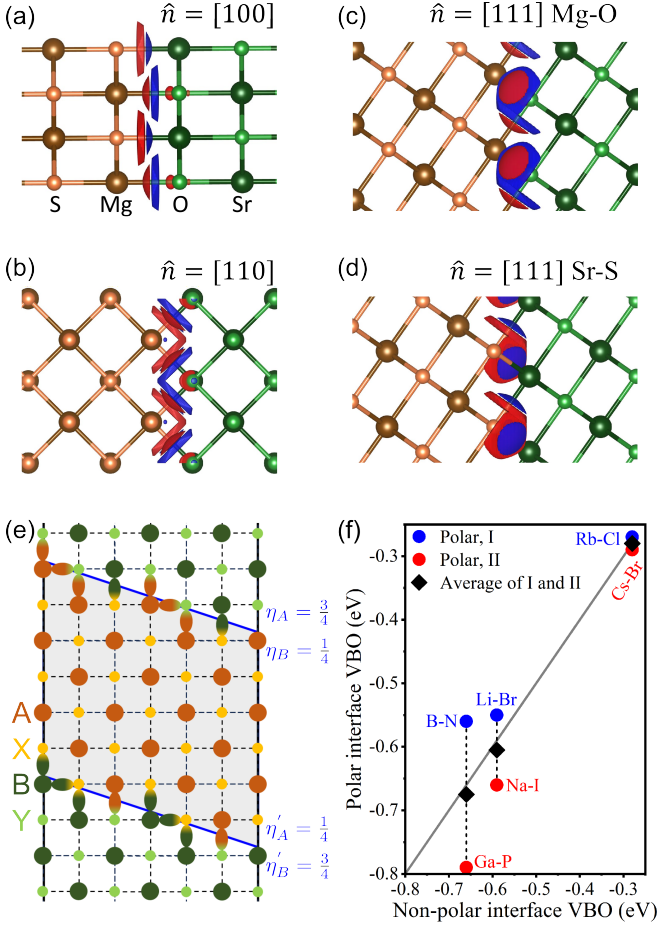 (a) n̂ = [100]
S Mg O Sr
(c) n̂ = [111] Mg-O
(b) n̂ = [110]
(d) n̂ = [111] Sr-S
(e)
η_A = 3/4
η_B = 1/4
A
X
B
Y
η'_A = 1/4
η'_B = 3/4
(f)
Polar, I
Polar, II
Average of I and II
Rb-Cl
Cs-Br
Li-Br
B-N
Na-I
Ga-P
Polar interface VBO (eV)
-0.3
-0.4
-0.5
-0.6
-0.7
-0.8
-0.8 -0.7 -0.6 -0.5 -0.4 -0.3
Non-polar interface VBO (eV)